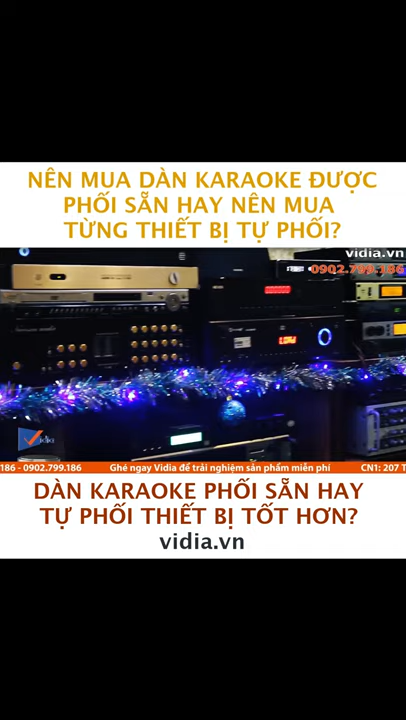 NÊN MUA DÀN KARAOKE ĐƯỢC
PHỐI SẴN HAY NÊN MUA
TỪNG THIẾT BỊ TỰ PHỐI?
vidia.vn
0902.799.186
186 - 0902.799.186 Ghé ngay Vidia để trải nghiệm sản phẩm miễn phí CN1: 207 T
DÀN KARAOKE PHỐI SẴN HAY
TỰ PHỐI THIẾT BỊ TỐT HƠN?
vidia.vn